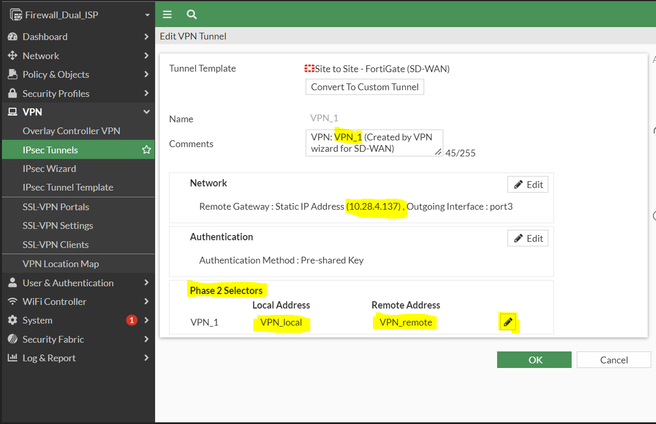 Firewall_Dual_ISP
Dashboard
Network
Policy & Objects
Security Profiles
VPN
Overlay Controller VPN
IPsec Tunnels
IPsec Wizard
IPsec Tunnel Template
SSL-VPN Portals
SSL-VPN Settings
SSL-VPN Clients
VPN Location Map
User & Authentication
WiFi Controller
System 1
Security Fabric
Log & Report
Edit VPN Tunnel
Tunnel Template Site to Site - FortiGate (SD-WAN)
Convert To Custom Tunnel
Name VPN_1
Comments VPN: VPN_1 (Created by VPN
wizard for SD-WAN) 45/255
Network Edit
Remote Gateway : Static IP Address (10.28.4.137) , Outgoing Interface : port3
Authentication Edit
Authentication Method : Pre-shared Key
Phase 2 Selectors
Local Address Remote Address
VPN_1 VPN_local VPN_remote
OK Cancel